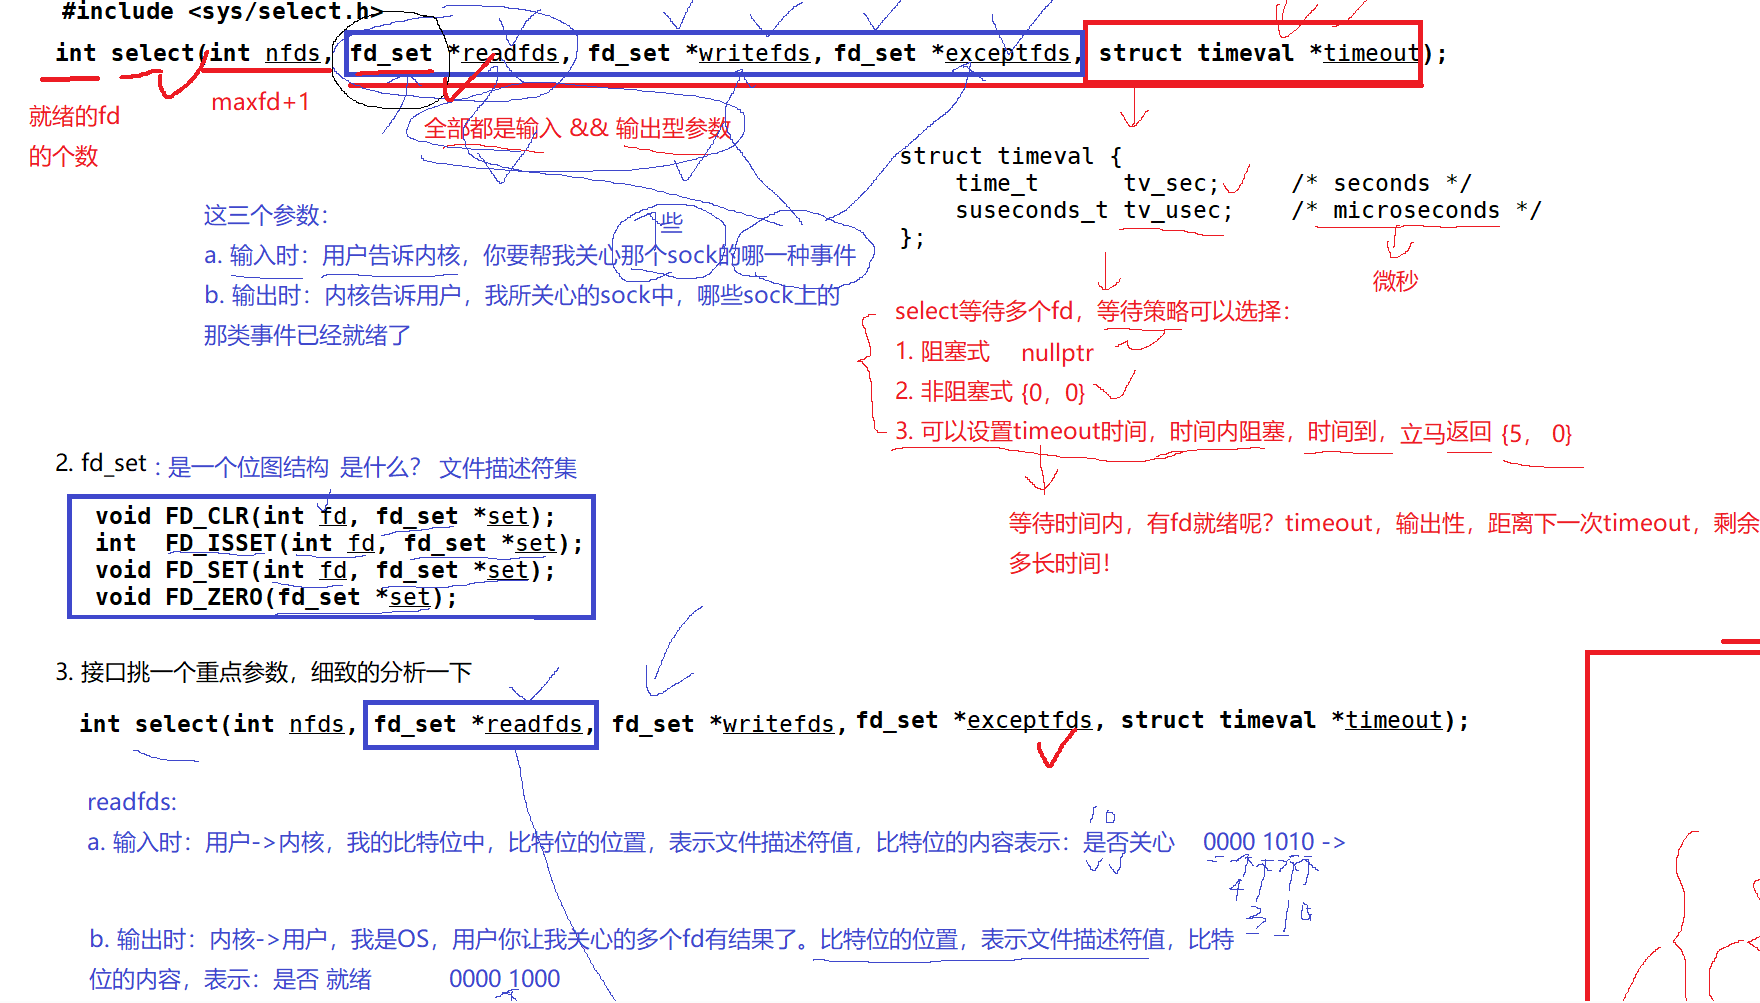 #include <sys/select.h>
int select(int nfds, fd_set *readfds, fd_set *writefds, fd_set *exceptfds, struct timeval *timeout);
就绪的fd
的个数
maxfd+1
全部都是输入 && 输出型参数
struct timeval {
time_t tv_sec; /* seconds */
suseconds_t tv_usec; /* microseconds */
};
微秒
这三个参数：
些
a. 输入时：用户告诉内核，你要帮我关心那个sock的哪一种事件
b. 输出时：内核告诉用户，我所关心的sock中，哪些sock上的
那类事件已经就绪了
select等待多个fd，等待策略可以选择：
1. 阻塞式 nullptr
2. 非阻塞式 {0，0}
3. 可以设置timeout时间，时间内阻塞，时间到，立马返回 {5， 0}
等待时间内，有fd就绪呢？timeout，输出性，距离下一次timeout，剩余
多长时间！
2. fd_set：是一个位图结构 是什么？ 文件描述符集
void FD_CLR(int fd, fd_set *set);
int FD_ISSET(int fd, fd_set *set);
void FD_SET(int fd, fd_set *set);
void FD_ZERO(fd_set *set);
3. 接口挑一个重点参数，细致的分析一下
int select(int nfds, fd_set *readfds, fd_set *writefds, fd_set *exceptfds, struct timeval *timeout);
readfds:
1 0
a. 输入时：用户->内核，我的比特位中，比特位的位置，表示文件描述符值，比特位的内容表示：是否关心 0000 1010 ->
4
3 1 0
b. 输出时：内核->用户，我是OS，用户你让我关心的多个fd有结果了。比特位的位置，表示文件描述符值，比特
位的内容，表示：是否 就绪 0000 1000